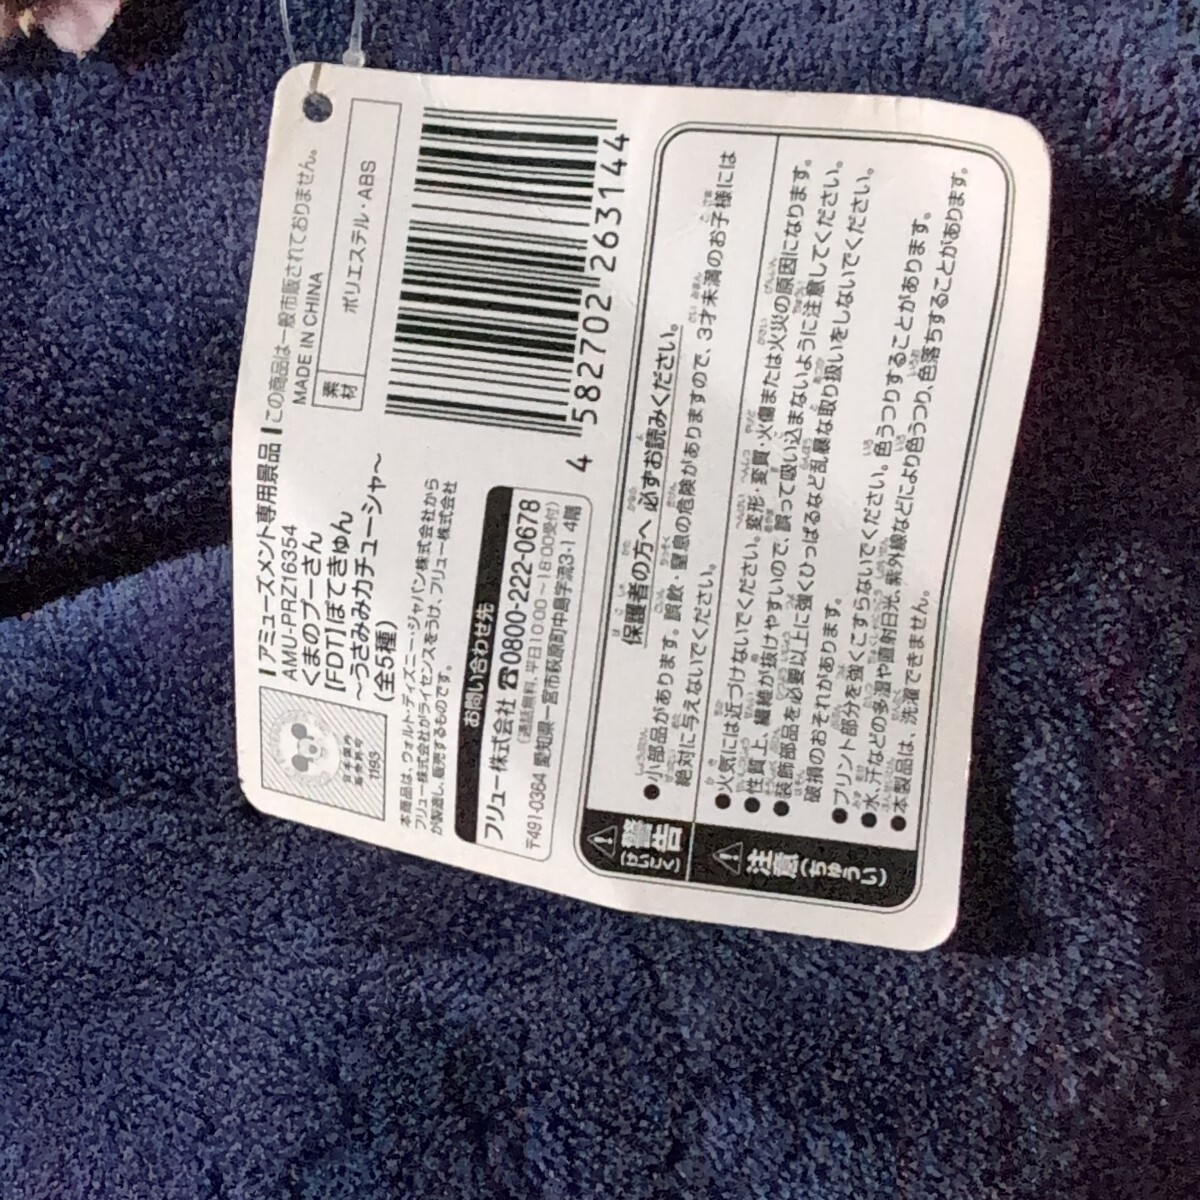 ┃アミューズメント専用景品┃この商品は一般市販されておりません。
AMU-PRZ16354
くまのプーさん
[FDT]ぽてきゅん
〜うさみみカチューシャ〜
(全5種)
MADE IN CHINA
素材 ポリエステル・ABS
日本国内
販売許可
7193
本商品は、ウォルト・ディズニー・ジャパン株式会社から
フリュー株式会社がライセンスをうけ、フリュー株式会社
が製造し、販売するものです。
お問い合わせ先
フリュー株式会社 ☎0800-222-0678
(通話無料、平日10:00〜18:00受付)
〒491-0364 愛知県一宮市萩原町中島字流3-1 4階
4 582702 263144
保護者の方へ 必ずお読みください。
警告(けいこく)
●小部品があります。誤飲・窒息の危険がありますので、3才未満のお子様には
絶対に与えないでください。
注意(ちゅうい)
●火気には近づけないでください。変形・変質・火傷または火災の原因になります。
●性質上、繊維が抜けやすいので、誤って吸い込まないように注意してください。
●装飾部品を必要以上に強くひっぱるなど乱暴な取り扱いをしないでください。
破損のおそれがあります。
●プリント部分を強くこすらないでください。色うつりすることがあります。
●水、汗などの多湿や直射日光、紫外線などにより色うつり、色落ちすることがあります。
●本製品は、洗濯できません。